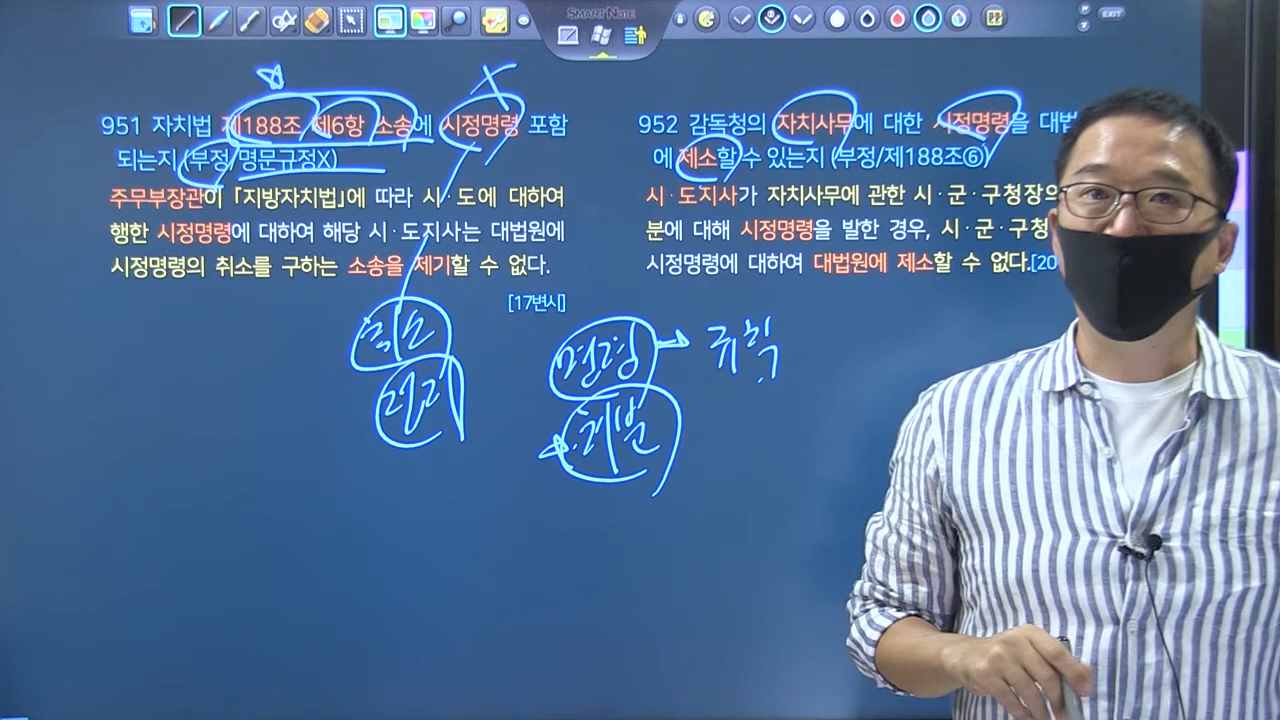 SMART NOTE
EXIT
951 자치법 제188조 제6항 소송에 시정명령 포함
되는지 (부정/명문규정X)
주무부장관이 「지방자치법」에 따라 시·도에 대하여
행한 시정명령에 대하여 해당 시·도지사는 대법원에
시정명령의 취소를 구하는 소송을 제기할 수 없다.
[17변시]
952 감독청의 자치사무에 대한 시정명령을 대법
에 제소할 수 있는지 (부정/제188조⑥)
시·도지사가 자치사무에 관한 시·군·구청장의
분에 대해 시정명령을 발한 경우, 시·군·구청
시정명령에 대하여 대법원에 제소할 수 없다.[20
취소
명령 → 규칙
처분